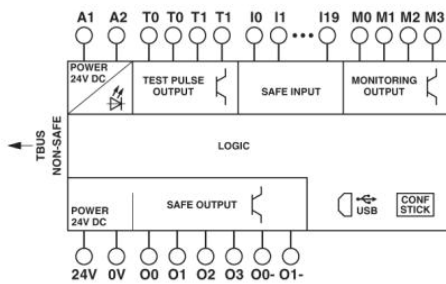 A1 A2 T0 T0 T1 T1 I0 I1 ••• I19 M0 M1 M2 M3
POWER
24V DC
TEST PULSE
OUTPUT
SAFE INPUT
MONITORING
OUTPUT
TBUS
NON-SAFE
LOGIC
POWER
24V DC
SAFE OUTPUT
USB
CONF
STICK
24V 0V O0 O1 O2 O3 O0- O1-